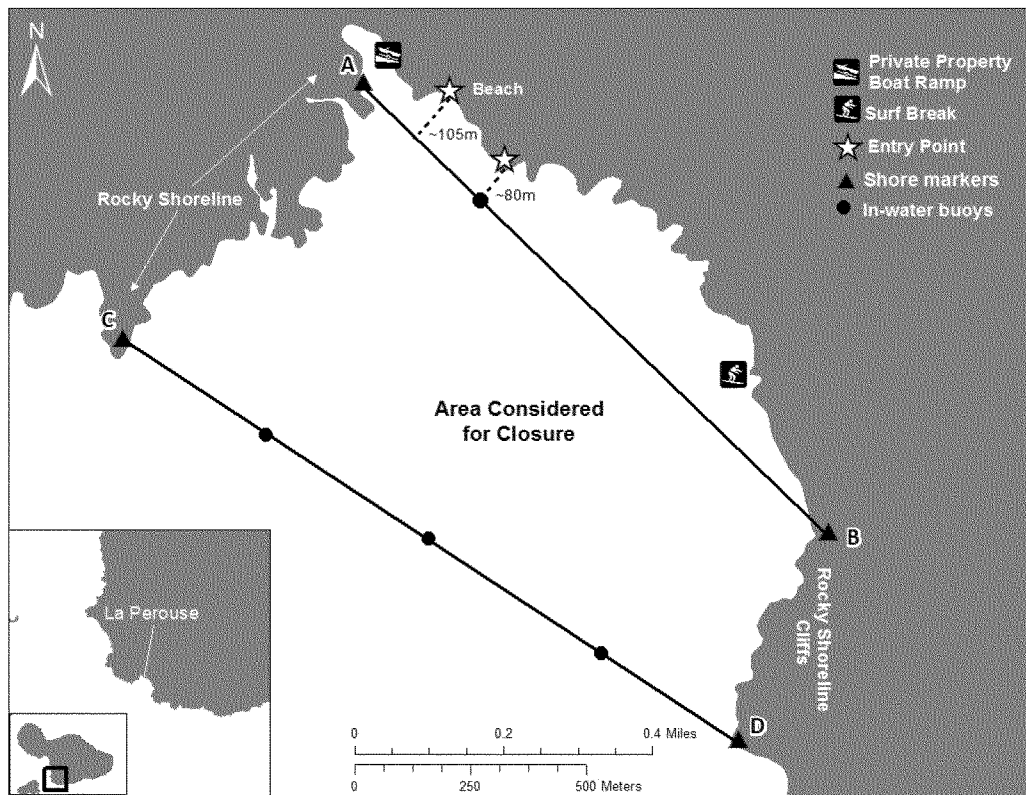 N
A
Beach
~105m
~80m
Private Property
Boat Ramp
Surf Break
Entry Point
Shore markers
In-water buoys
Rocky Shoreline
C
Area Considered
for Closure
B
Rocky Shoreline
Cliffs
La Perouse
D
0 0.2 0.4 Miles
0 250 500 Meters